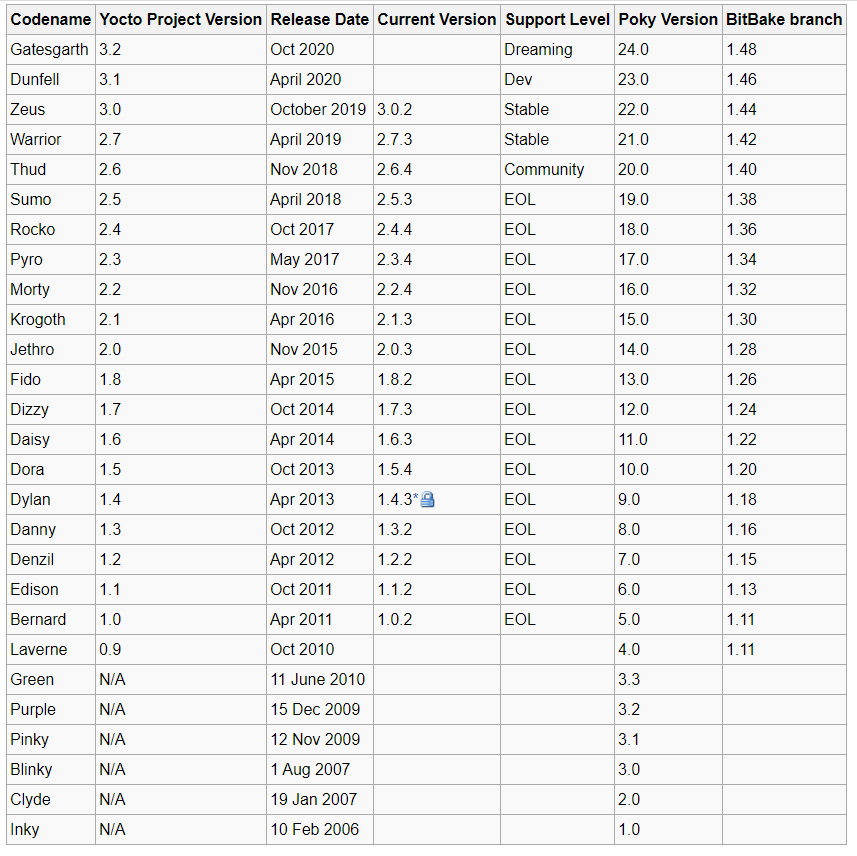 Codename Yocto Project Version Release Date Current Version Support Level Poky Version BitBake branch
Gatesgarth 3.2 Oct 2020 Dreaming 24.0 1.48
Dunfell 3.1 April 2020 Dev 23.0 1.46
Zeus 3.0 October 2019 3.0.2 Stable 22.0 1.44
Warrior 2.7 April 2019 2.7.3 Stable 21.0 1.42
Thud 2.6 Nov 2018 2.6.4 Community 20.0 1.40
Sumo 2.5 April 2018 2.5.3 EOL 19.0 1.38
Rocko 2.4 Oct 2017 2.4.4 EOL 18.0 1.36
Pyro 2.3 May 2017 2.3.4 EOL 17.0 1.34
Morty 2.2 Nov 2016 2.2.4 EOL 16.0 1.32
Krogoth 2.1 Apr 2016 2.1.3 EOL 15.0 1.30
Jethro 2.0 Nov 2015 2.0.3 EOL 14.0 1.28
Fido 1.8 Apr 2015 1.8.2 EOL 13.0 1.26
Dizzy 1.7 Oct 2014 1.7.3 EOL 12.0 1.24
Daisy 1.6 Apr 2014 1.6.3 EOL 11.0 1.22
Dora 1.5 Oct 2013 1.5.4 EOL 10.0 1.20
Dylan 1.4 Apr 2013 1.4.3* EOL 9.0 1.18
Danny 1.3 Oct 2012 1.3.2 EOL 8.0 1.16
Denzil 1.2 Apr 2012 1.2.2 EOL 7.0 1.15
Edison 1.1 Oct 2011 1.1.2 EOL 6.0 1.13
Bernard 1.0 Apr 2011 1.0.2 EOL 5.0 1.11
Laverne 0.9 Oct 2010 4.0 1.11
Green N/A 11 June 2010 3.3
Purple N/A 15 Dec 2009 3.2
Pinky N/A 12 Nov 2009 3.1
Blinky N/A 1 Aug 2007 3.0
Clyde N/A 19 Jan 2007 2.0
Inky N/A 10 Feb 2006 1.0